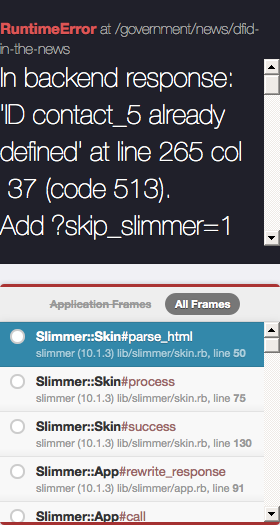 RuntimeError at /government/news/dfid-
in-the-news
In backend response:
'ID contact_5 already
defined' at line 265 col
37 (code 513).
Add ?skip_slimmer=1
Application Frames All Frames
Slimmer::Skin#parse_html
slimmer (10.1.3) lib/slimmer/skin.rb, line 50
Slimmer::Skin#process
slimmer (10.1.3) lib/slimmer/skin.rb, line 75
Slimmer::Skin#success
slimmer (10.1.3) lib/slimmer/skin.rb, line 130
Slimmer::App#rewrite_response
slimmer (10.1.3) lib/slimmer/app.rb, line 91
Slimmer::App#call